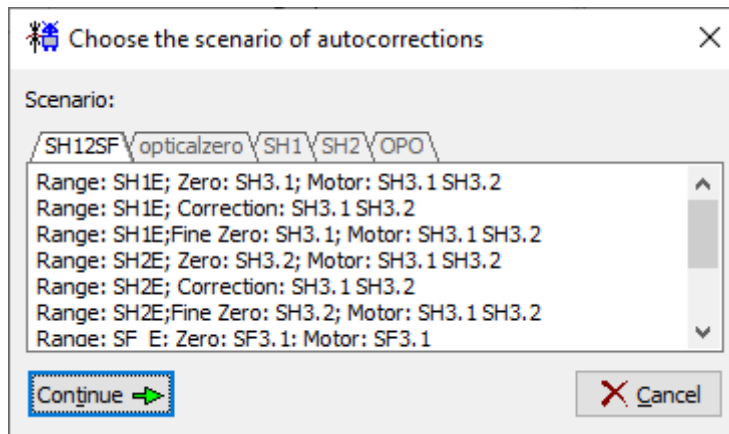 Choose the scenario of autocorrections
Scenario:
SH12SF opticalzero SH1 SH2 OPO
Range: SH1E; Zero: SH3.1; Motor: SH3.1 SH3.2
Range: SH1E; Correction: SH3.1 SH3.2
Range: SH1E;Fine Zero: SH3.1; Motor: SH3.1 SH3.2
Range: SH2E; Zero: SH3.2; Motor: SH3.1 SH3.2
Range: SH2E; Correction: SH3.1 SH3.2
Range: SH2E;Fine Zero: SH3.2; Motor: SH3.1 SH3.2
Range: SF_E; Zero: SF3.1; Motor: SF3.1
Continue Cancel